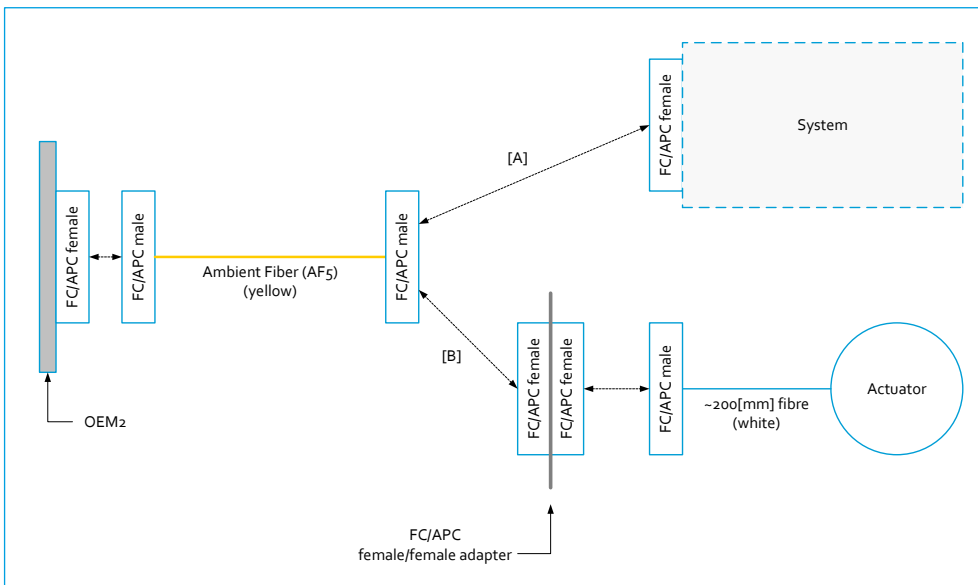 FC/APC female
System
[A]
FC/APC female
FC/APC male
Ambient Fiber (AF5)
(yellow)
FC/APC male
[B]
FC/APC female
FC/APC female
FC/APC male
~200[mm] fibre
(white)
Actuator
OEM2
FC/APC
female/female adapter